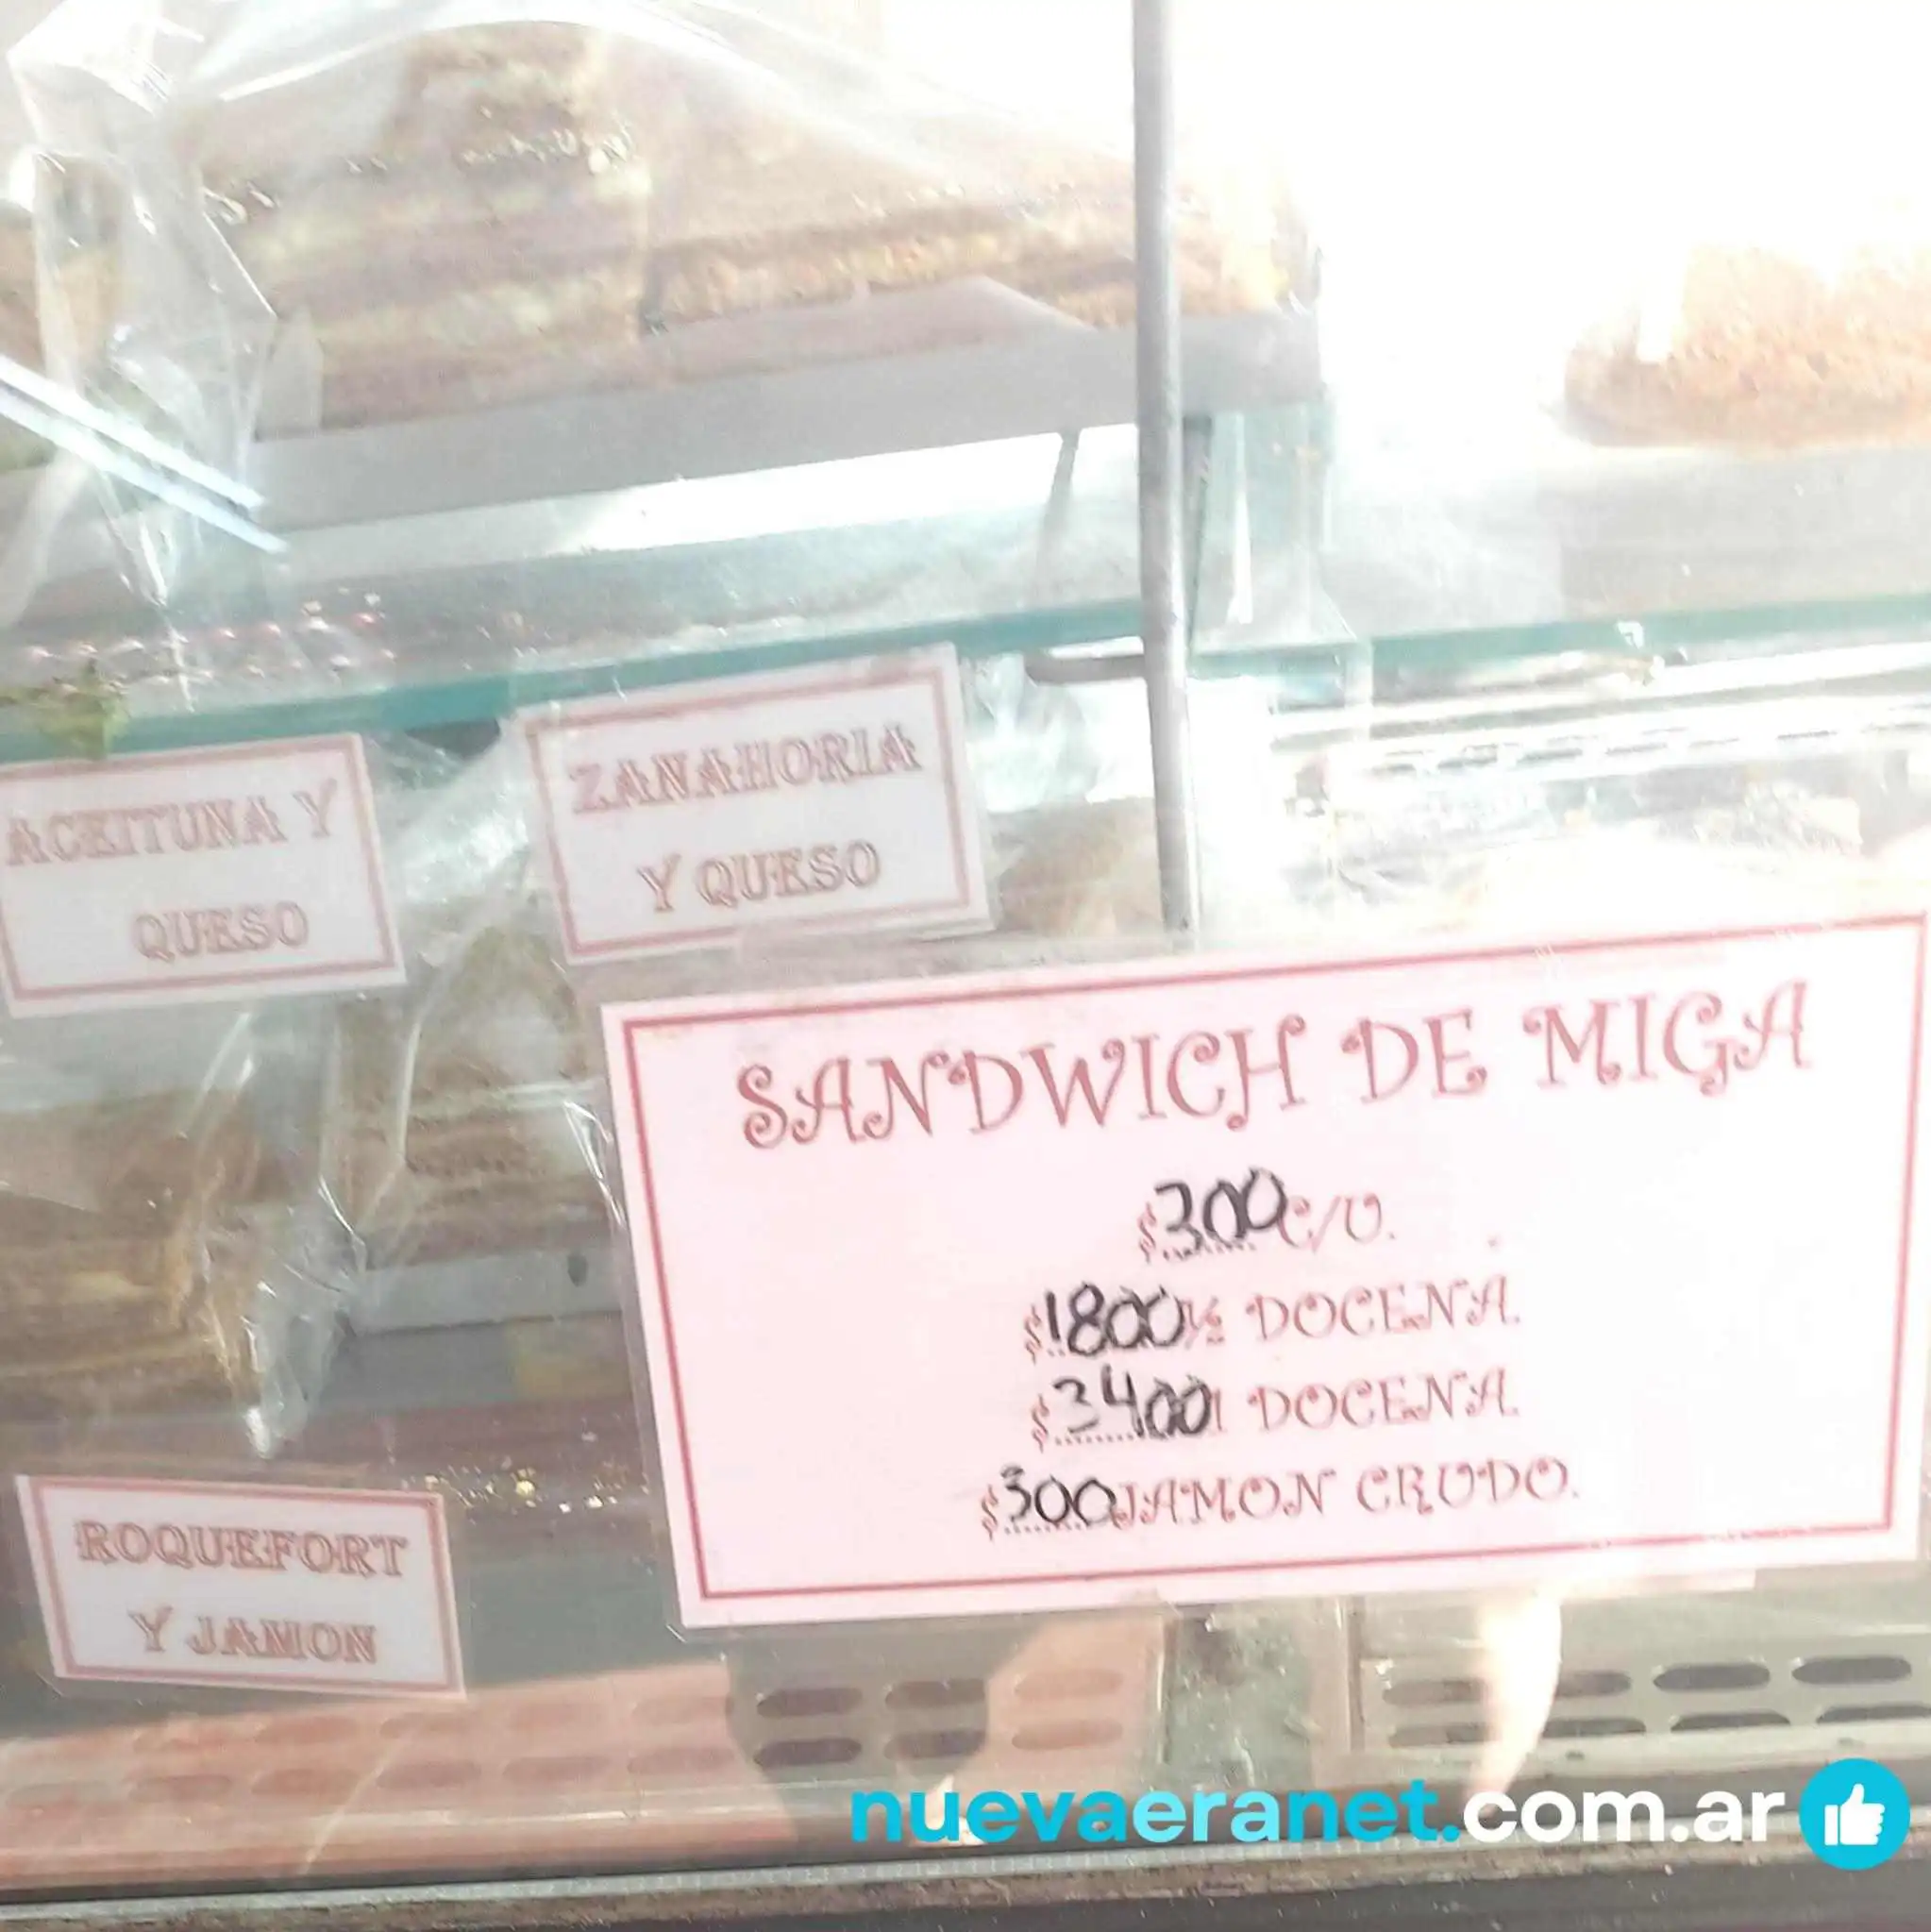 ACEITUNA Y
QUESO
ZANAHORIA
Y QUESO
SANDWICH DE MIGA
$300 C/U.
$1800 ½ DOCENA.
$3400 1 DOCENA.
$300 JAMON CRUDO.
ROQUEFORT
Y JAMON
nuevaeranet.com.ar